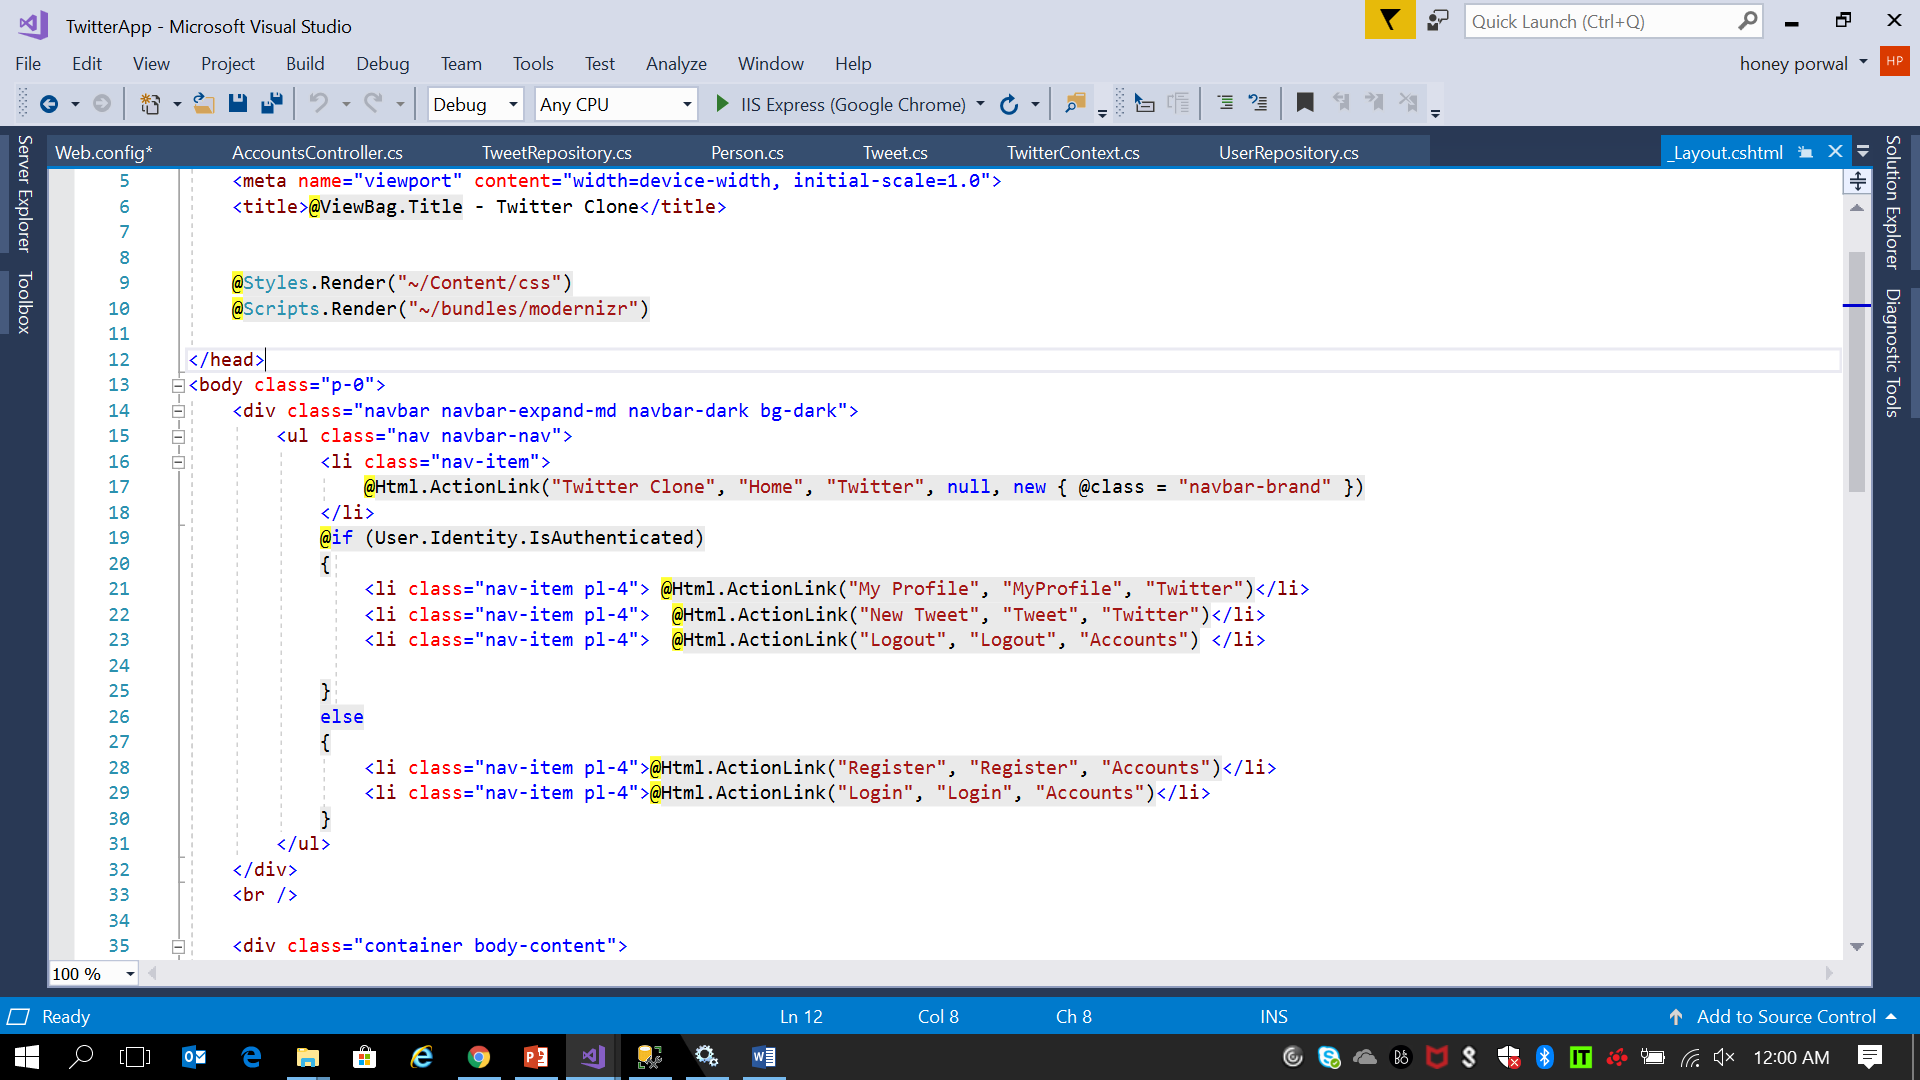 TwitterApp - Microsoft Visual Studio
Quick Launch (Ctrl+Q)
File Edit View Project Build Debug Team Tools Test Analyze Window Help
honey porwal HP
Debug Any CPU IIS Express (Google Chrome)
Web.config* AccountsController.cs TweetRepository.cs Person.cs Tweet.cs TwitterContext.cs UserRepository.cs _Layout.cshtml
Server Explorer
Toolbox
Solution Explorer
Diagnostic Tools
5 <meta name="viewport" content="width=device-width, initial-scale=1.0">
6 <title>@ViewBag.Title - Twitter Clone</title>
7
8
9 @Styles.Render("~/Content/css")
10 @Scripts.Render("~/bundles/modernizr")
11
12 </head>
13 <body class="p-0">
14 <div class="navbar navbar-expand-md navbar-dark bg-dark">
15 <ul class="nav navbar-nav">
16 <li class="nav-item">
17 @Html.ActionLink("Twitter Clone", "Home", "Twitter", null, new { @class = "navbar-brand" })
18 </li>
19 @if (User.Identity.IsAuthenticated)
20 {
21 <li class="nav-item pl-4"> @Html.ActionLink("My Profile", "MyProfile", "Twitter")</li>
22 <li class="nav-item pl-4">  @Html.ActionLink("New Tweet", "Tweet", "Twitter")</li>
23 <li class="nav-item pl-4">  @Html.ActionLink("Logout", "Logout", "Accounts") </li>
24
25 }
26 else
27 {
28 <li class="nav-item pl-4">@Html.ActionLink("Register", "Register", "Accounts")</li>
29 <li class="nav-item pl-4">@Html.ActionLink("Login", "Login", "Accounts")</li>
30 }
31 </ul>
32 </div>
33 <br />
34
35 <div class="container body-content">
100 %
Ready Ln 12 Col 8 Ch 8 INS Add to Source Control
12:00 AM